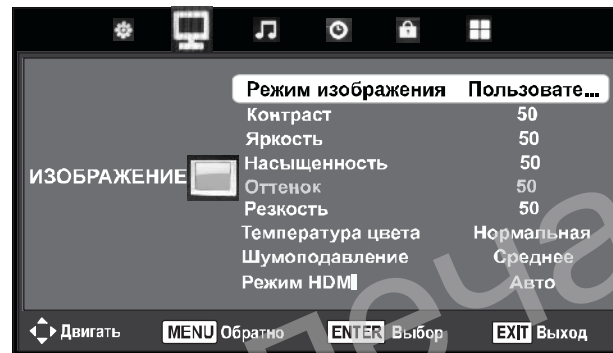 Режим изображения Пользовате...
Контраст 50
Яркость 50
Насыщенность 50
ИЗОБРАЖЕНИЕ
Оттенок 50
Резкость 50
Температура цвета Нормальная
Шумоподавление Среднее
Режим HDMI Авто
Двигать MENU Обратно ENTER Выбор EXIT Выход